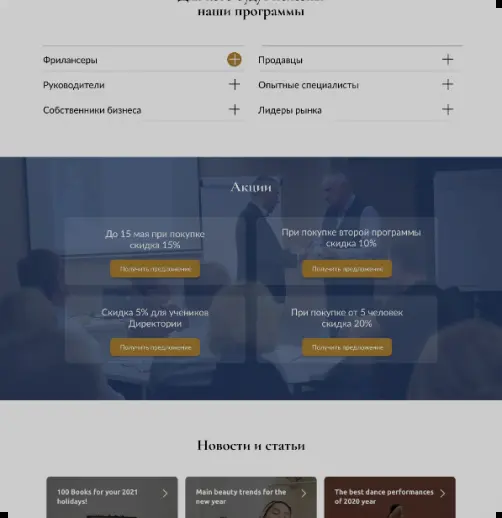 наши программы
Фрилансеры
Продавцы
Руководители
Опытные специалисты
Собственники бизнеса
Лидеры рынка
Акции
До 15 мая при покупке
скидка 15%
Получить предложение
При покупке второй программы
скидка 10%
Получить предложение
Скидка 5% для учеников
Директории
Получить предложение
При покупке от 5 человек
скидка 20%
Получить предложение
Новости и статьи
100 Books for your 2021
holidays!
Main beauty trends for the
new year
The best dance performances
of 2020 year